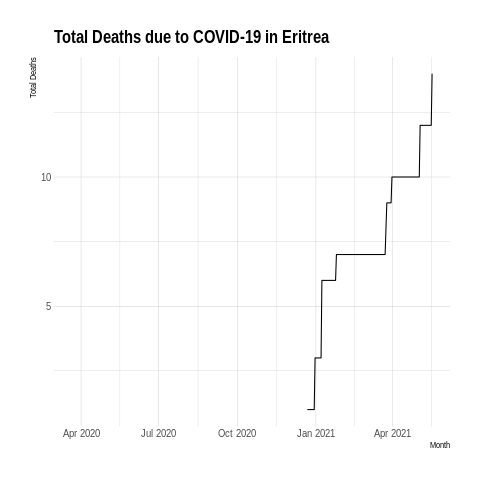 Total Deaths due to COVID-19 in Eritrea
Total Deaths
10
5
Apr 2020 Jul 2020 Oct 2020 Jan 2021 Apr 2021
Month